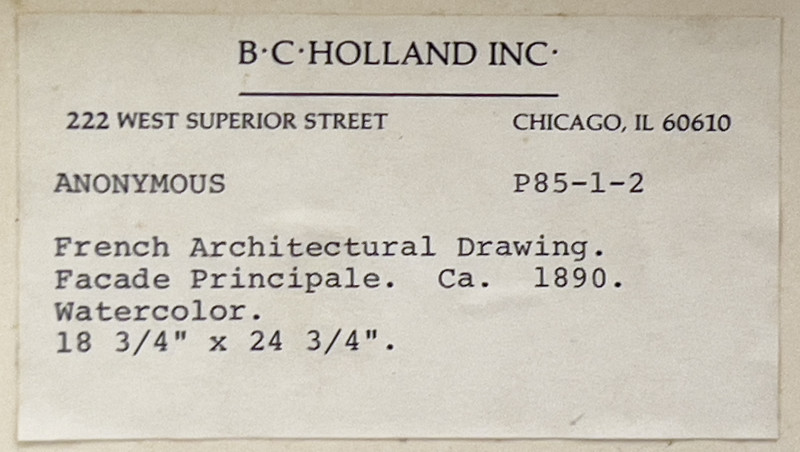 B·C·HOLLAND INC·
222 WEST SUPERIOR STREET CHICAGO, IL 60610
ANONYMOUS P85-1-2
French Architectural Drawing.
Facade Principale. Ca. 1890.
Watercolor.
18 3/4" x 24 3/4".